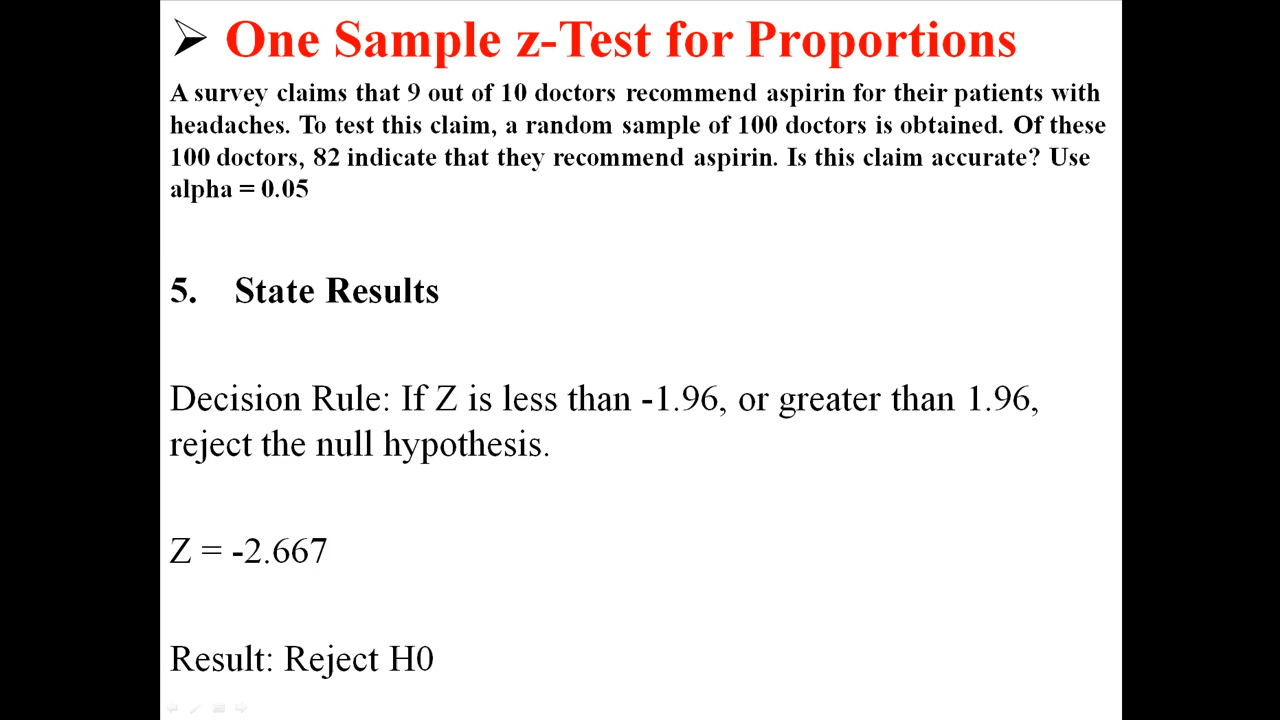 ➢ One Sample z-Test for Proportions
A survey claims that 9 out of 10 doctors recommend aspirin for their patients with
headaches. To test this claim, a random sample of 100 doctors is obtained. Of these
100 doctors, 82 indicate that they recommend aspirin. Is this claim accurate? Use
alpha = 0.05
5. State Results
Decision Rule: If Z is less than -1.96, or greater than 1.96,
reject the null hypothesis.
Z = -2.667
Result: Reject H0